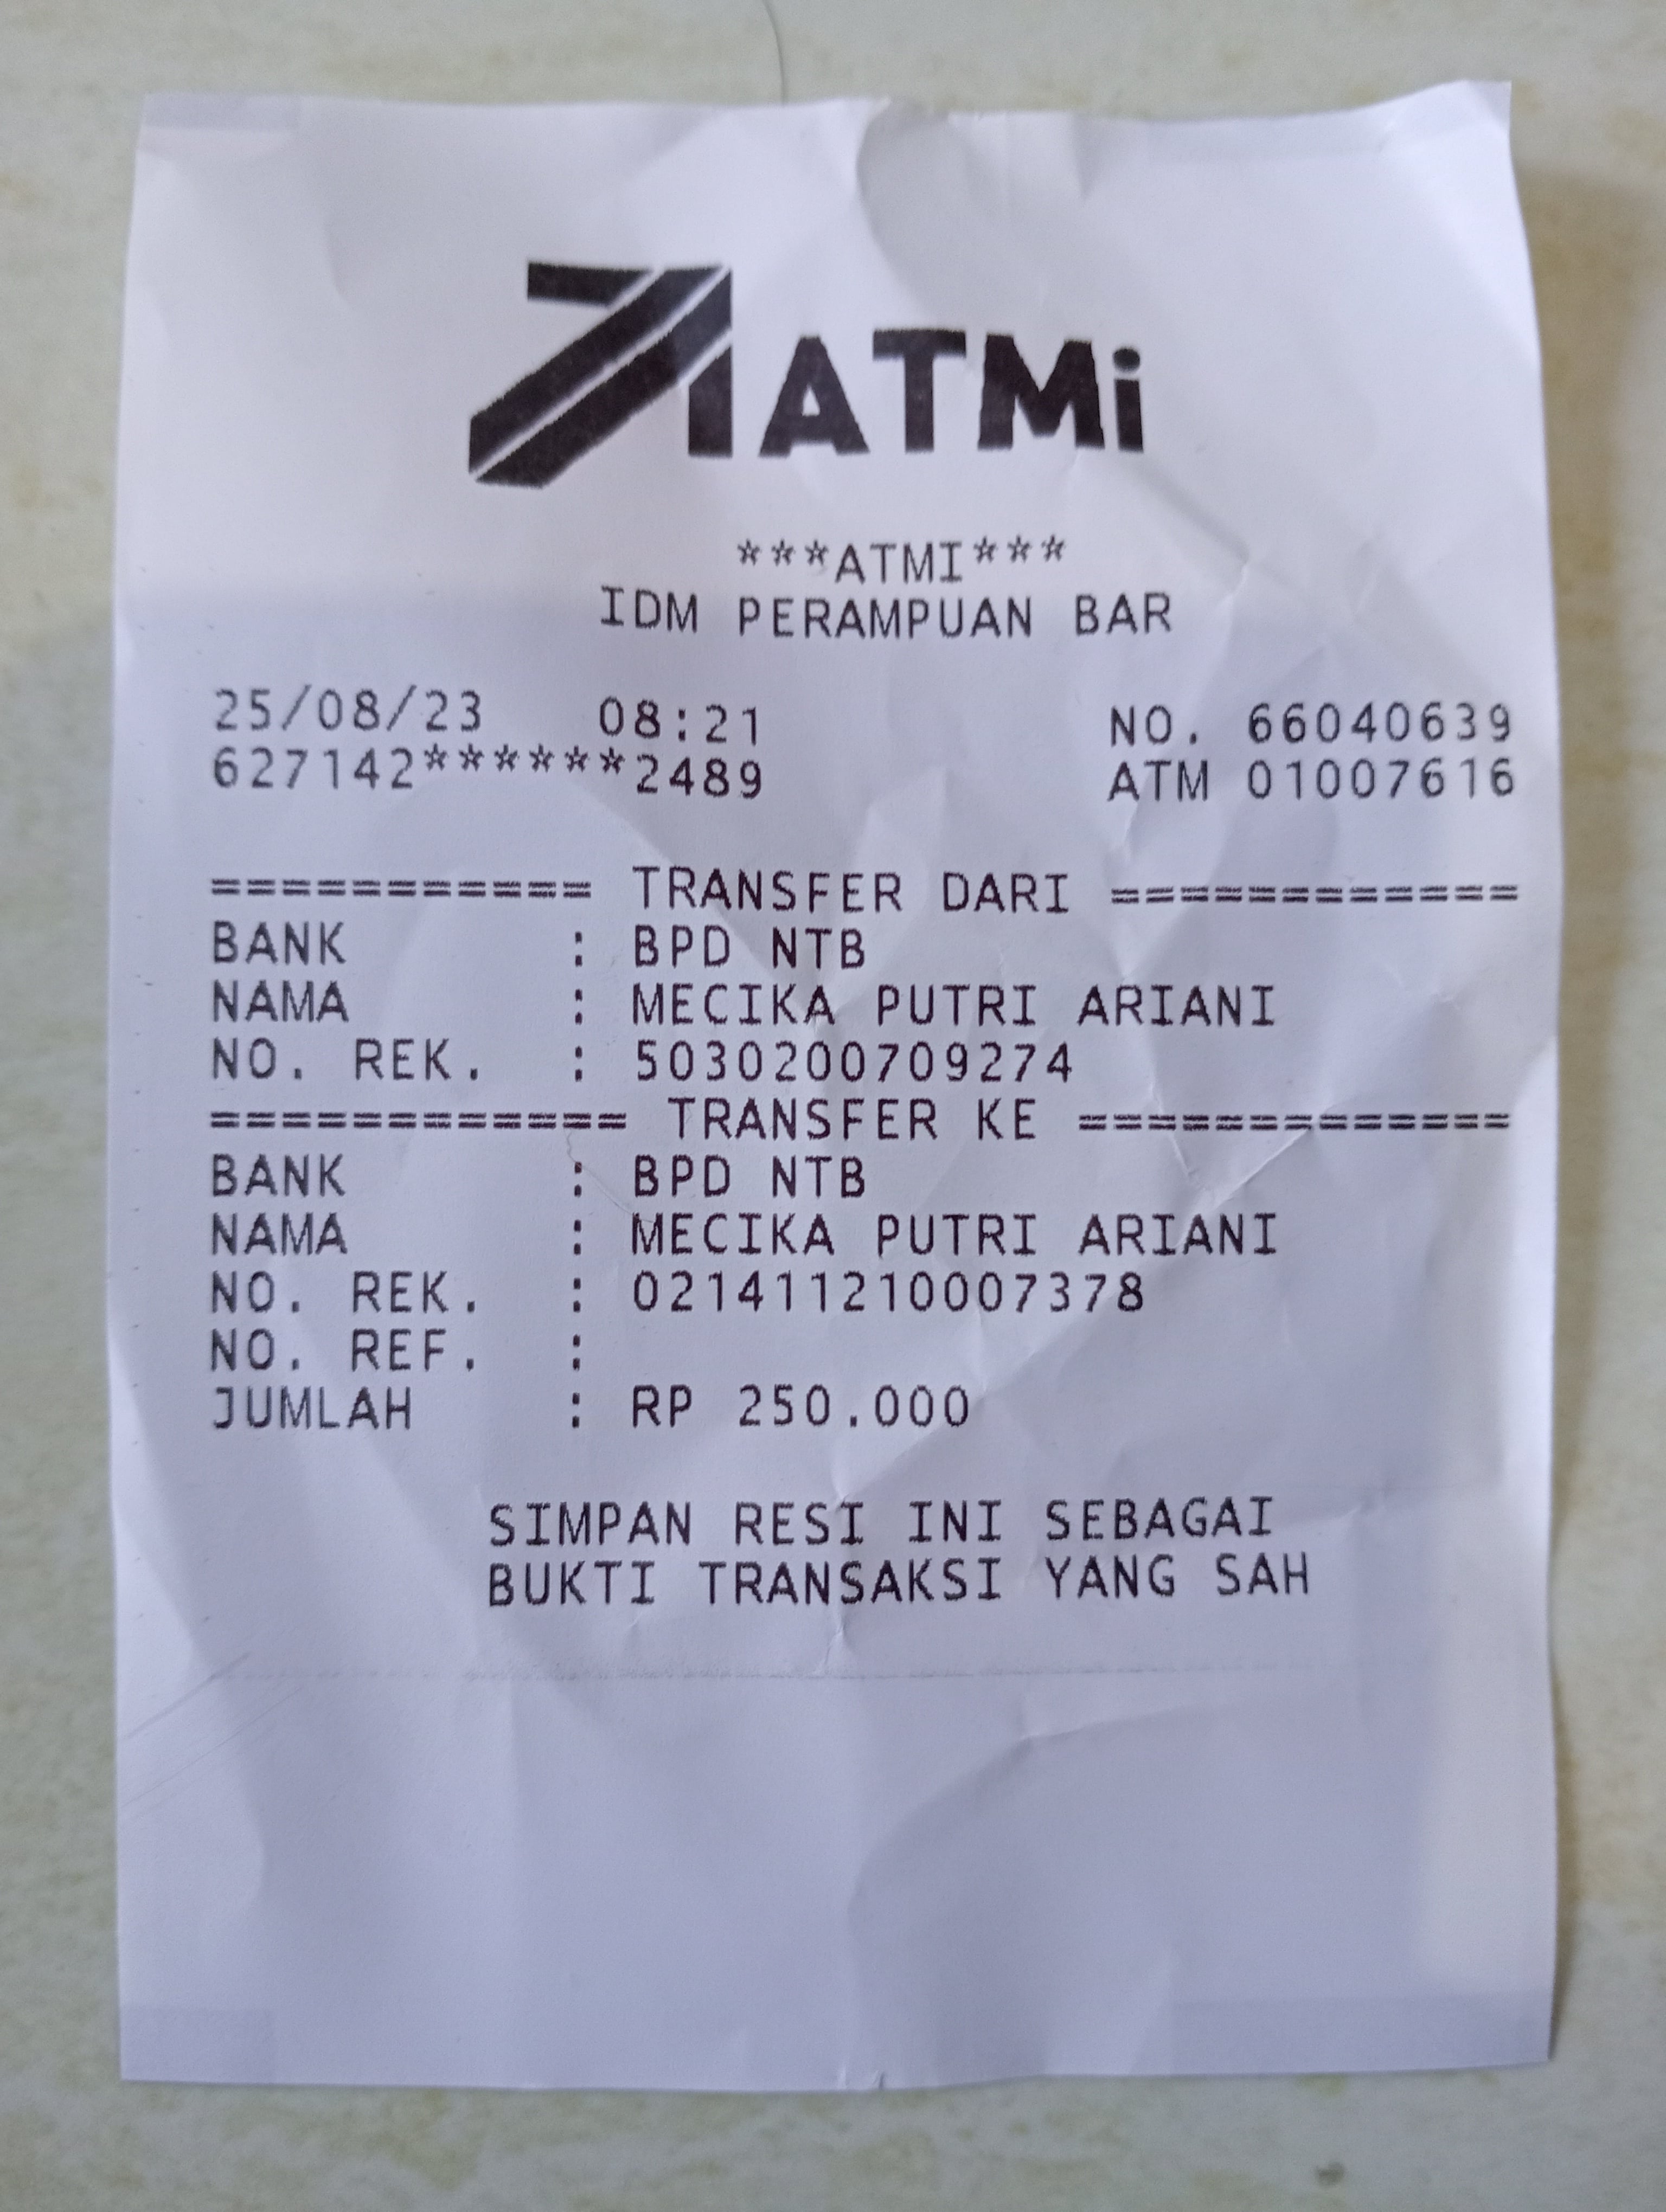 ATMi
***ATMI***
IDM PERAMPUAN BAR
25/08/23 08:21 NO. 66040639
627142******2489 ATM 01007616
=========== TRANSFER DARI ============
BANK : BPD NTB
NAMA : MECIKA PUTRI ARIANI
NO. REK. : 5030200709274
============ TRANSFER KE =============
BANK : BPD NTB
NAMA : MECIKA PUTRI ARIANI
NO. REK. : 021411210007378
NO. REF. :
JUMLAH : RP 250.000
SIMPAN RESI INI SEBAGAI
BUKTI TRANSAKSI YANG SAH